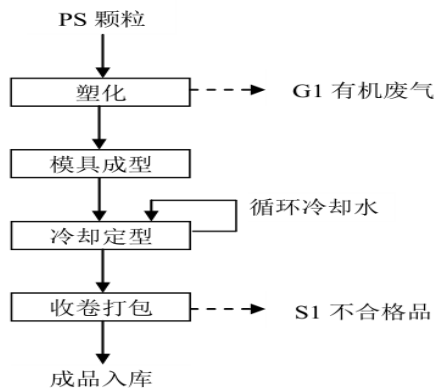 PS 颗粒
塑化
G1 有机废气
模具成型
循环冷却水
冷却定型
收卷打包
S1 不合格品
成品入库